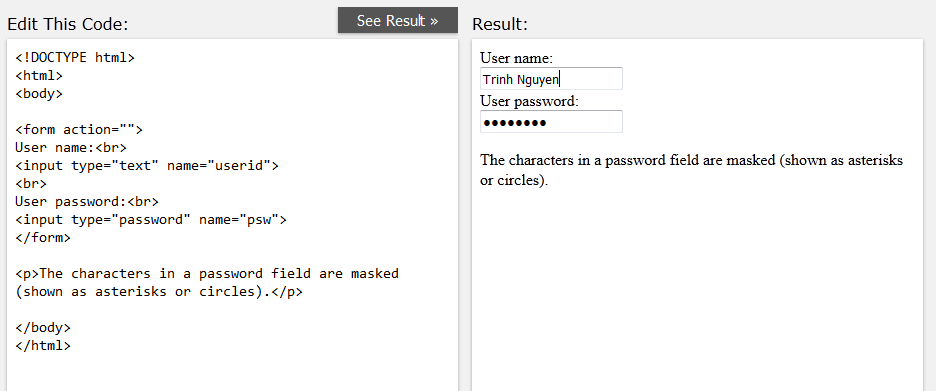 Edit This Code:
See Result »
<!DOCTYPE html>
<html>
<body>
<form action="">
User name:<br>
<input type="text" name="userid">
<br>
User password:<br>
<input type="password" name="psw">
</form>
<p>The characters in a password field are masked
(shown as asterisks or circles).</p>
</body>
</html>
Result:
User name:
Trinh Nguyen
User password:
●●●●●●●●
The characters in a password field are masked (shown as asterisks
or circles).